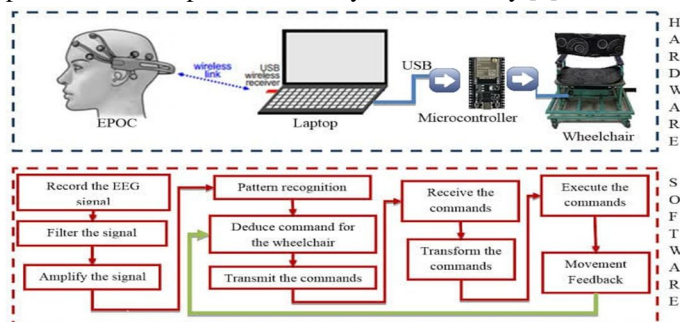 wireless
link
USB
wireless
receiver
EPOC
Laptop
USB
Microcontroller
Wheelchair
HARDWARE
Record the EEG
signal
Filter the signal
Amplify the signal
Pattern recognition
Deduce command for
the wheelchair
Transmit the commands
Receive the
commands
Transform the
commands
Execute the
commands
Movement
Feedback
SOFTWARE